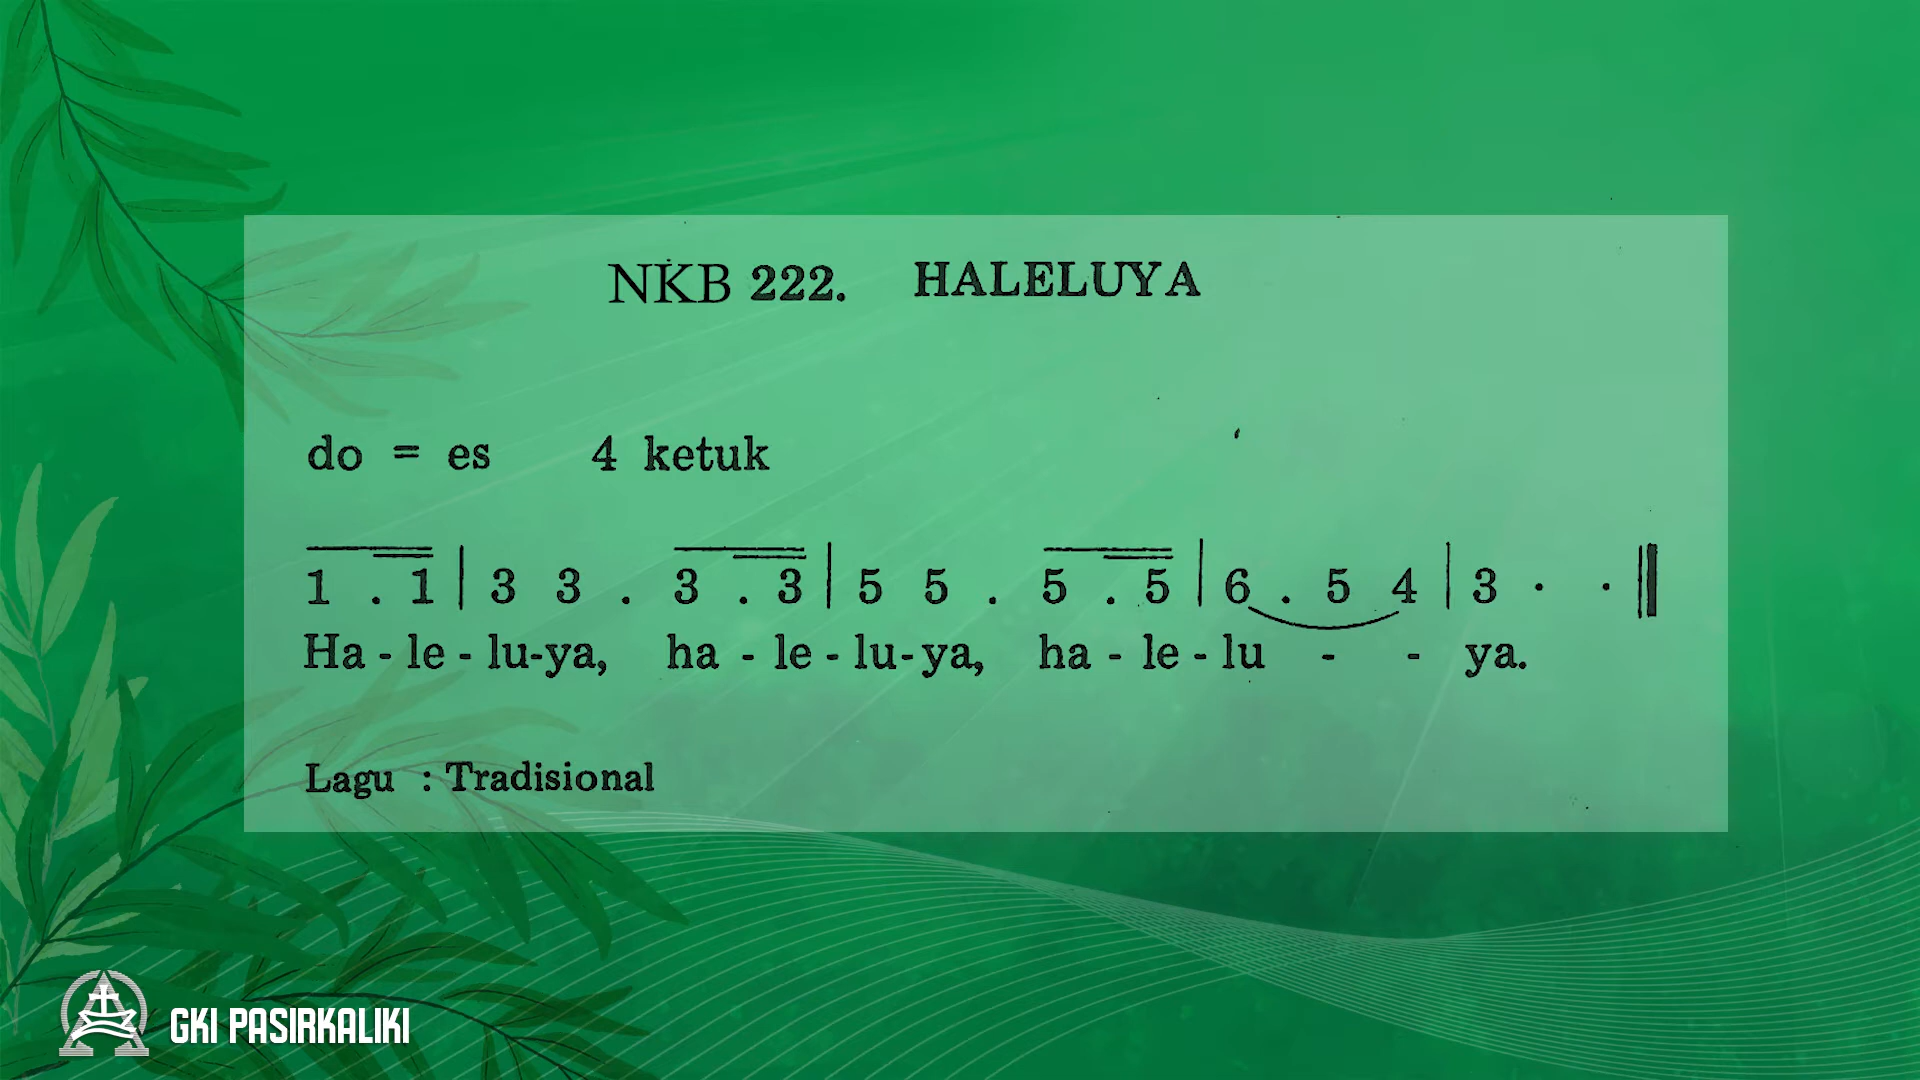 NKB 222. HALELUYA
do = es 4 ketuk
1 . 1 | 3 3 . 3 . 3 | 5 5 . 5 . 5 | 6 . 5 4 | 3 . . ||
Ha - le - lu-ya, ha - le - lu-ya, ha - le - lu - - ya.
Lagu : Tradisional
GKI PASIRKALIKI